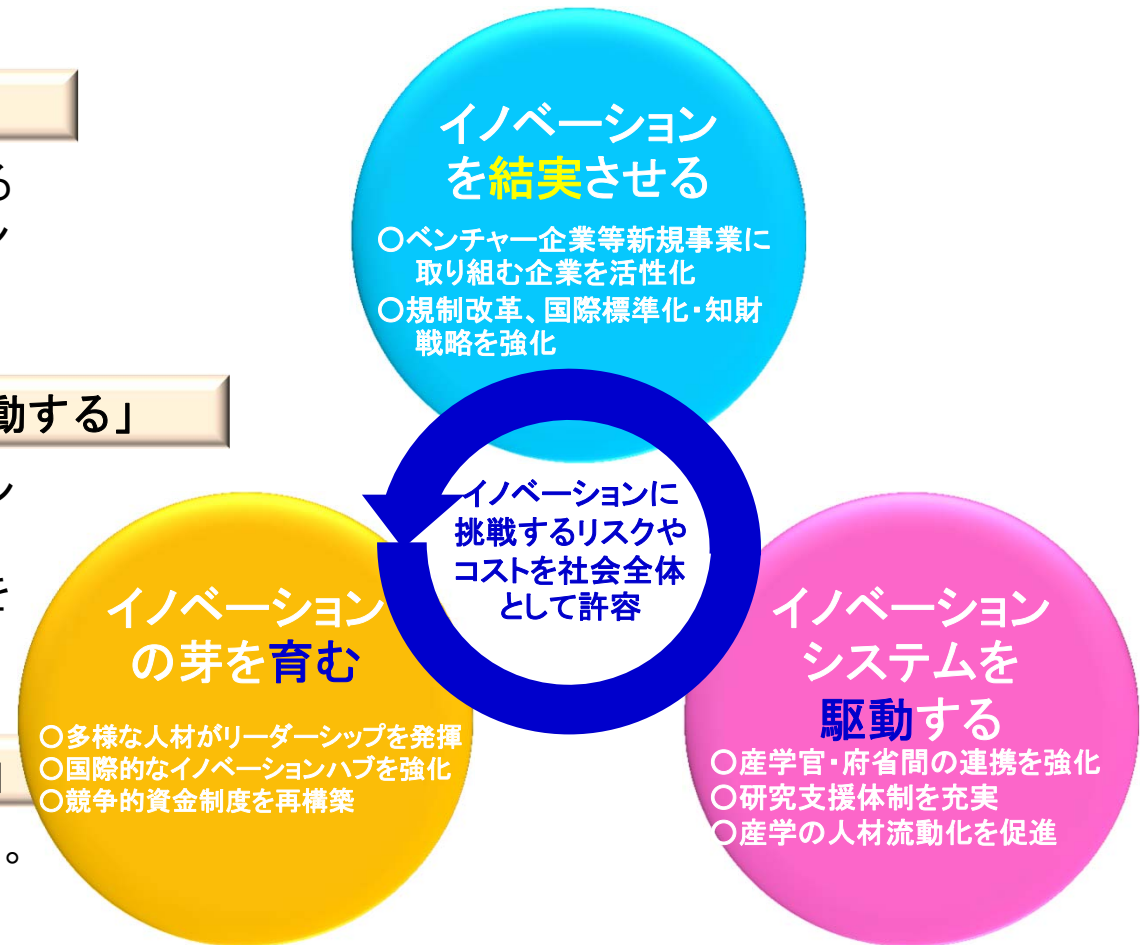 る
動する」
を
」
。
イノベーション
を結実させる
○ベンチャー企業等新規事業に
取り組む企業を活性化
○規制改革、国際標準化・知財
戦略を強化
イノベーションに
挑戦するリスクや
コストを社会全体
として許容
イノベーション
の芽を育む
○多様な人材がリーダーシップを発揮
○国際的なイノベーションハブを強化
○競争的資金制度を再構築
イノベーション
システムを
駆動する
○産学官・府省間の連携を強化
○研究支援体制を充実
○産学の人材流動化を促進